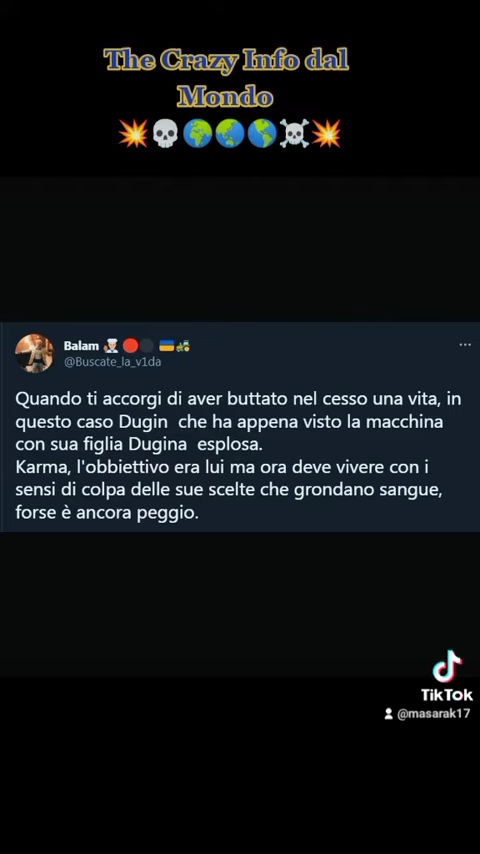 The Crazy Info dal
Mondo
💥💀🌍🌏🌎☠️💥
Balam 👨🏻‍🍳🔴⚫🇺🇦🚜
@Buscate_la_v1da
Quando ti accorgi di aver buttato nel cesso una vita, in
questo caso Dugin che ha appena visto la macchina
con sua figlia Dugina esplosa.
Karma, l'obbiettivo era lui ma ora deve vivere con i
sensi di colpa delle sue scelte che grondano sangue,
forse è ancora peggio.
TikTok
@masarak17